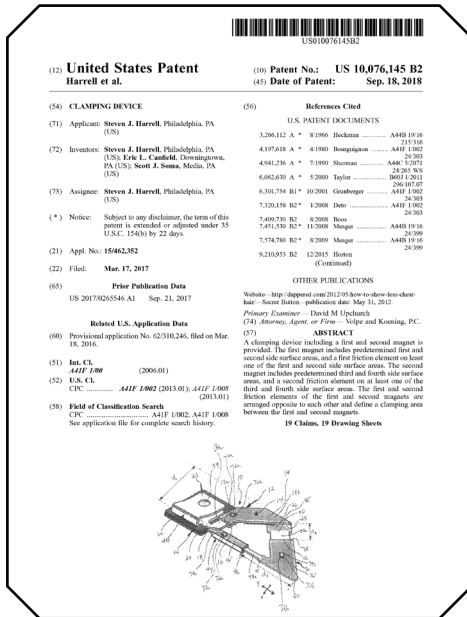 US010076145B2
(12) United States Patent
Harrell et al.
(10) Patent No.: US 10,076,145 B2
(45) Date of Patent: Sep. 18, 2018
(54) CLAMPING DEVICE
(71) Applicant: Steven J. Harrell, Philadelphia, PA
(US)
(72) Inventors: Steven J. Harrell, Philadelphia, PA
(US); Eric L. Canfield, Downingtown,
PA (US); Scott J. Soma, Media, PA
(US)
(73) Assignee: Steven J. Harrell, Philadelphia, PA
(US)
( * ) Notice: Subject to any disclaimer, the term of this
patent is extended or adjusted under 35
U.S.C. 154(b) by 22 days.
(21) Appl. No.: 15/462,352
(22) Filed: Mar. 17, 2017
(65) Prior Publication Data
US 2017/0265546 A1 Sep. 21, 2017
Related U.S. Application Data
(60) Provisional application No. 62/310,246, filed on Mar.
18, 2016.
(51) Int. Cl.
A41F 1/00 (2006.01)
(52) U.S. Cl.
CPC .............. A41F 1/002 (2013.01); A41F 1/008
(2013.01)
(58) Field of Classification Search
CPC .............................. A41F 1/002; A41F 1/008
See application file for complete search history.
(56) References Cited
U.S. PATENT DOCUMENTS
3,266,112 A * 8/1966 Heckman .............. A44B 19/16
215/316
4,197,618 A * 4/1980 Bourguignon ........ A41F 1/002
24/303
4,941,236 A * 7/1990 Sherman .............. A44C 5/2071
24/265 WS
6,062,630 A * 5/2000 Taylor .............. B60J 1/2011
296/107.07
6,301,754 B1 * 10/2001 Grunberger .......... A41F 1/002
24/303
7,320,158 B2 * 1/2008 Deto .............. A41F 1/002
24/303
7,409,730 B2 8/2008 Boos
7,451,530 B2 * 11/2008 Menger .............. A44B 19/16
24/399
7,574,780 B2 * 8/2009 Menger .............. A44B 19/16
24/399
9,210,953 B2 12/2015 Horton
(Continued)
OTHER PUBLICATIONS
Website—http://dappered.com/2012/05/how-to-show-less-chest-
hair/—Secret Button—publication date: May 31, 2012.
Primary Examiner — David M Upchurch
(74) Attorney, Agent, or Firm — Volpe and Koening, P.C.
(57) ABSTRACT
A clamping device including a first and second magnet is
provided. The first magnet includes predetermined first and
second side surface areas, and a first friction element on least
one of the first and second side surface areas. The second
magnet includes predetermined third and fourth side surface
areas, and a second friction element on at least one of the
third and fourth side surface areas. The first and second
friction elements of the first and second magnets are
arranged opposite to each other and define a clamping area
between the first and second magnets.
19 Claims, 19 Drawing Sheets